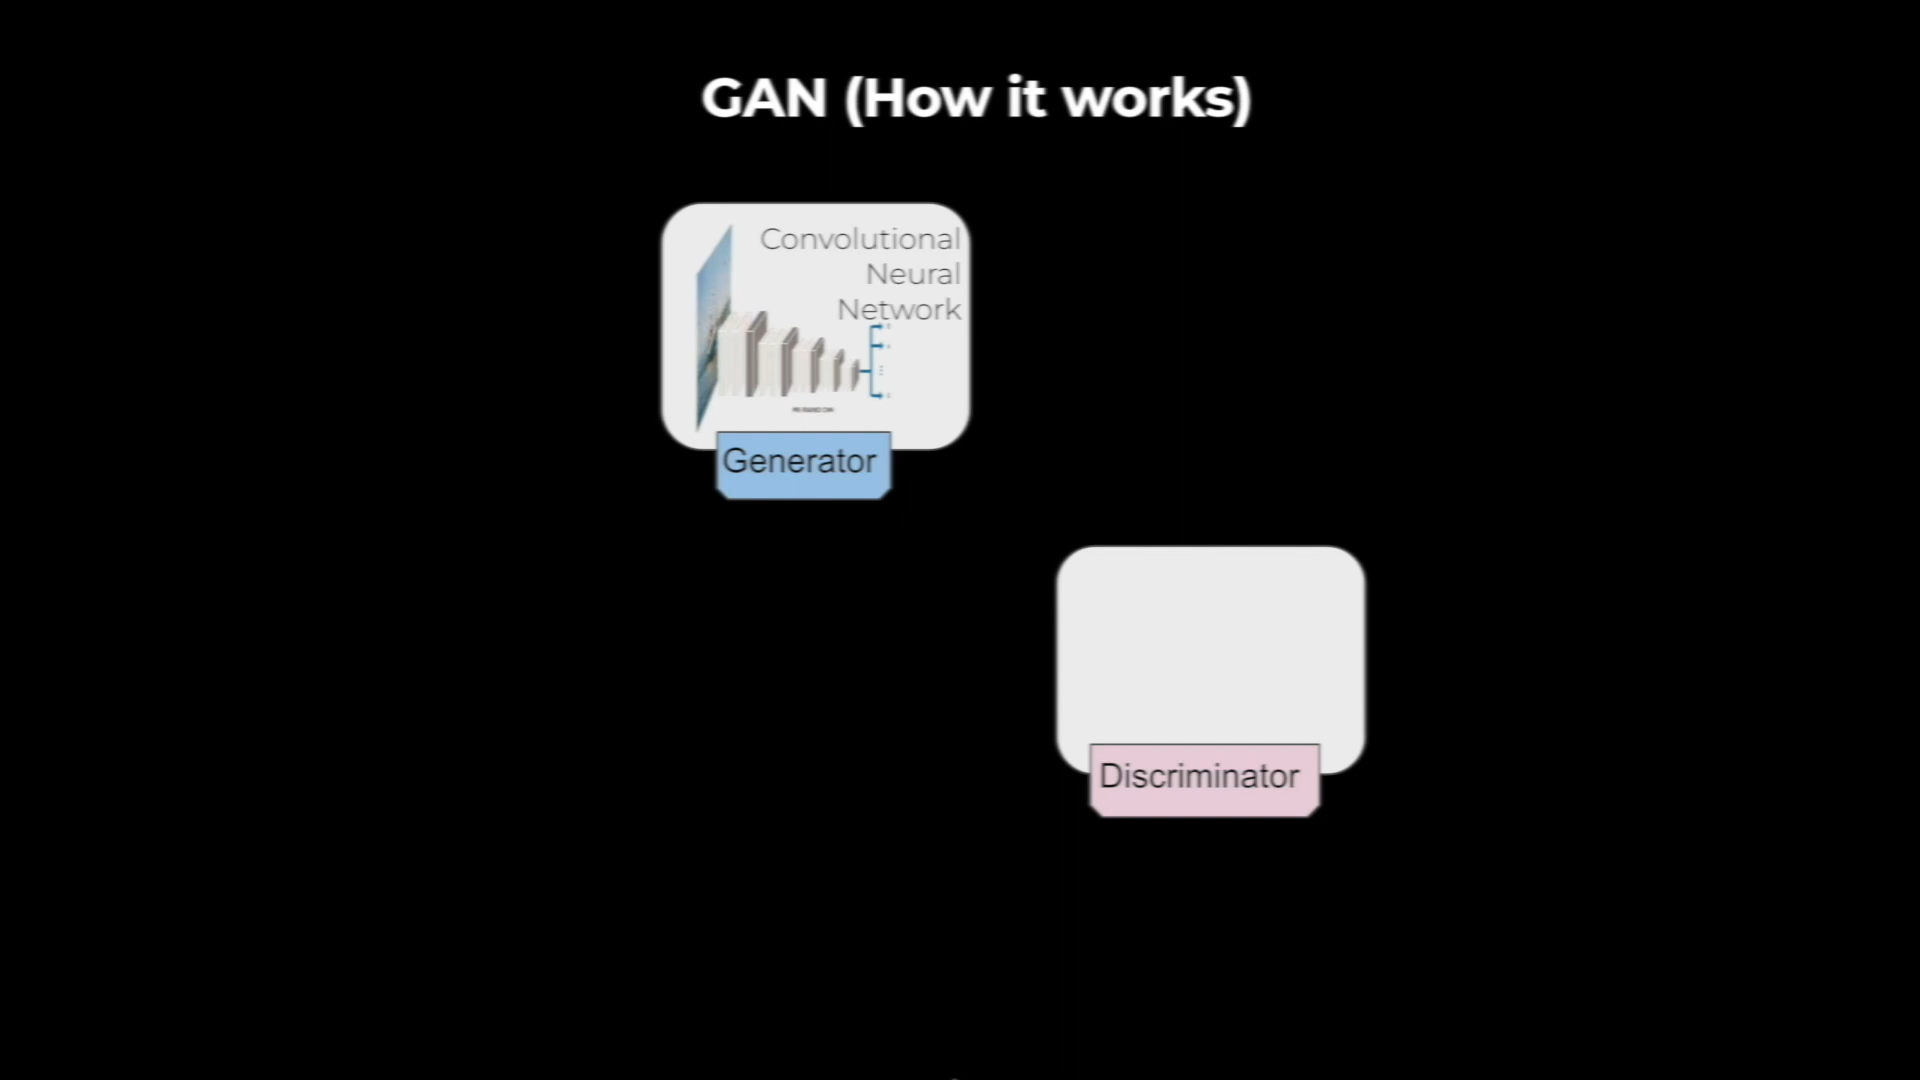 GAN (How it works)
Convolutional
Neural
Network
Generator
Discriminator